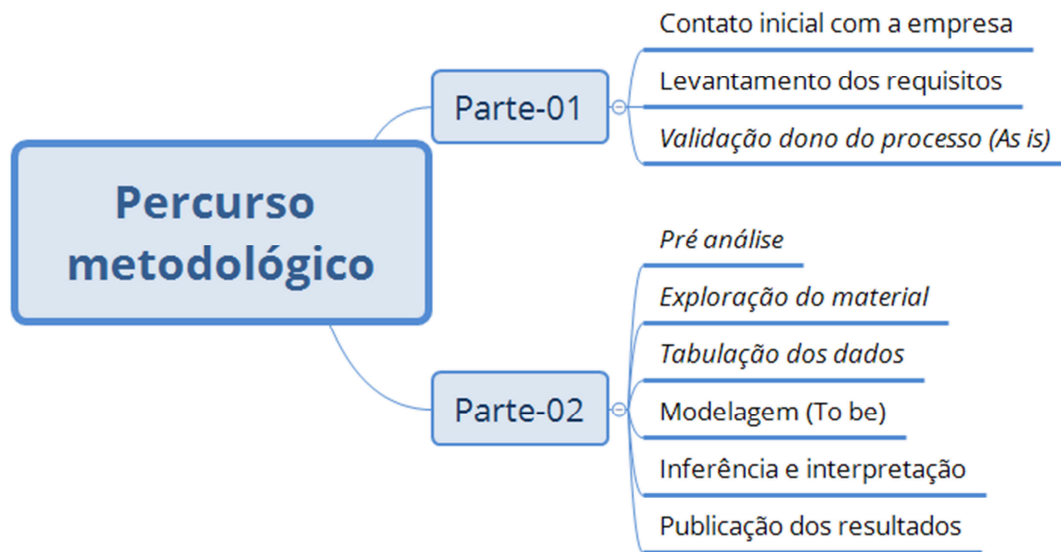 Percurso
metodológico
Parte-01
Contato inicial com a empresa
Levantamento dos requisitos
Validação dono do processo (As is)
Parte-02
Pré análise
Exploração do material
Tabulação dos dados
Modelagem (To be)
Inferência e interpretação
Publicação dos resultados